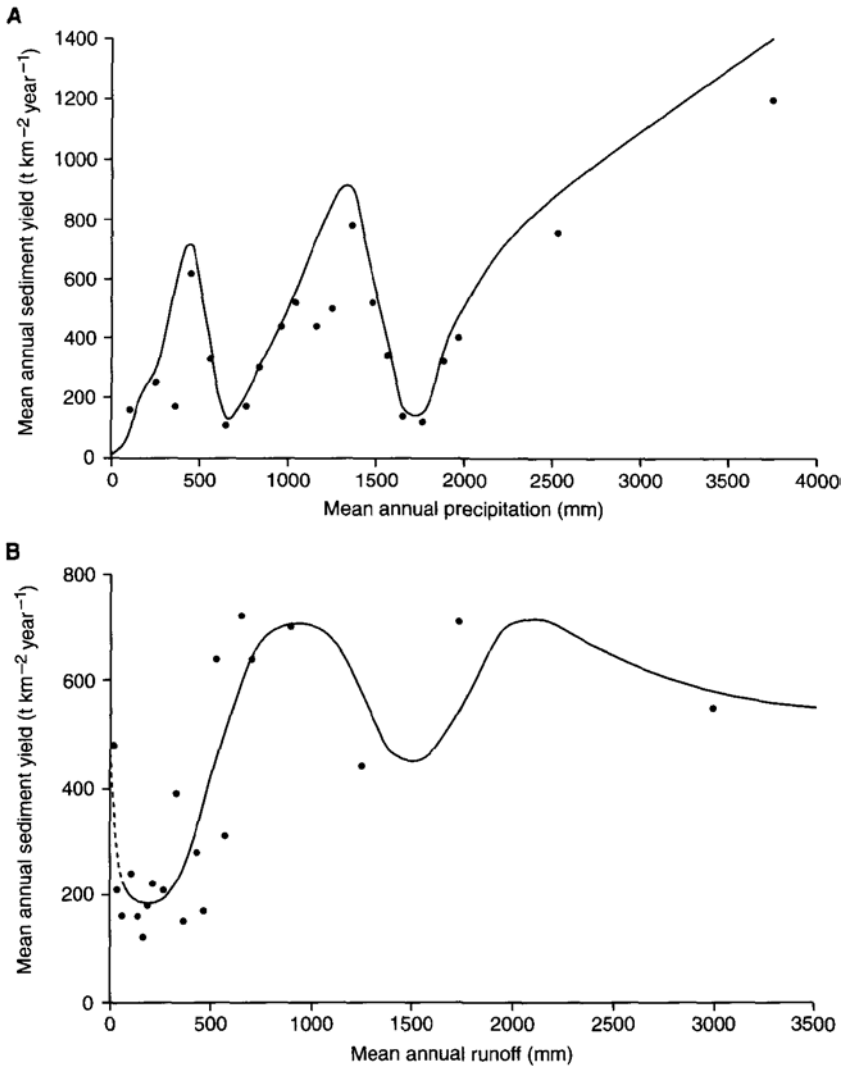 A
Mean annual sediment yield (t km−2 year−1)
1400
1200
1000
800
600
400
200
0
0 500 1000 1500 2000 2500 3000 3500 4000
Mean annual precipitation (mm)
B
Mean annual sediment yield (t km−2 year−1)
800
600
400
200
0
0 500 1000 1500 2000 2500 3000 3500
Mean annual runoff (mm)